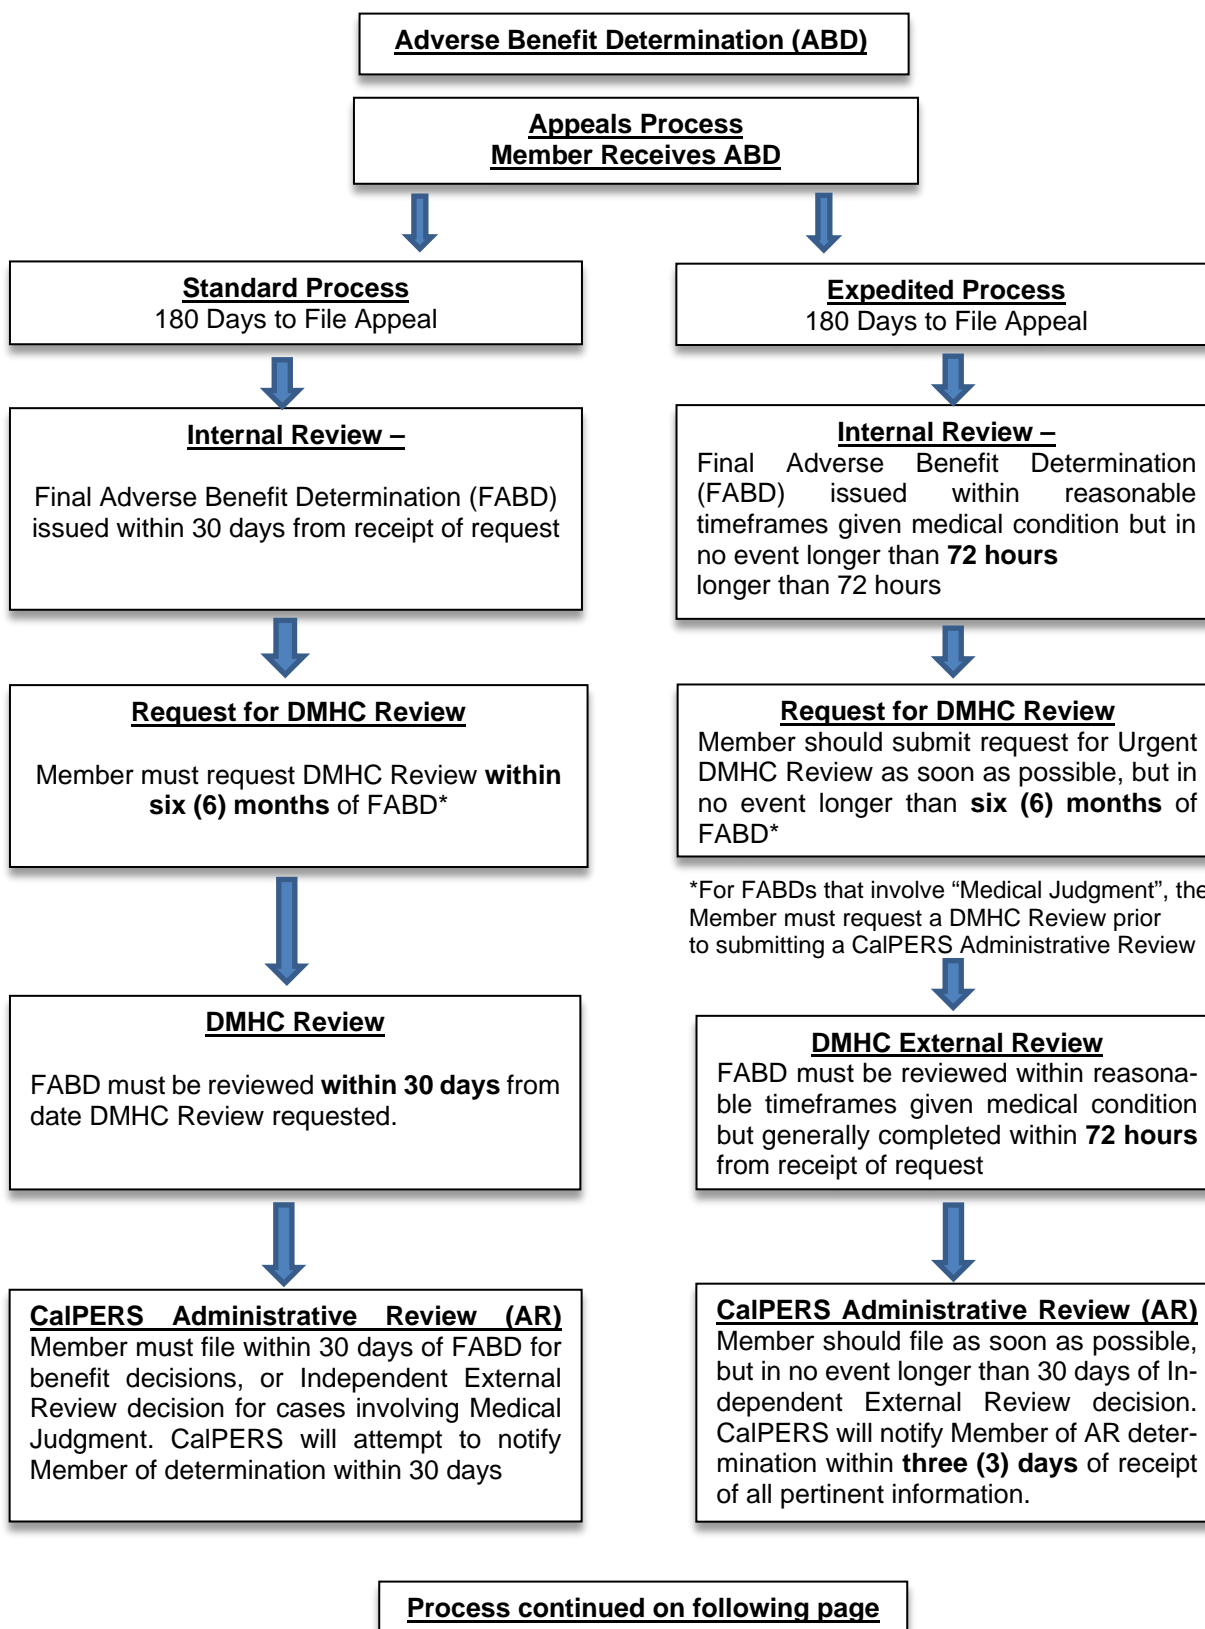 Adverse Benefit Determination (ABD)
Appeals Process
Member Receives ABD
Standard Process
180 Days to File Appeal
Expedited Process
180 Days to File Appeal
Internal Review –
Final Adverse Benefit Determination (FABD)
issued within 30 days from receipt of request
Internal Review –
Final Adverse Benefit Determination
(FABD) issued within reasonable
timeframes given medical condition but in
no event longer than 72 hours
longer than 72 hours
Request for DMHC Review
Member must request DMHC Review within
six (6) months of FABD*
Request for DMHC Review
Member should submit request for Urgent
DMHC Review as soon as possible, but in
no event longer than six (6) months of
FABD*
*For FABDs that involve “Medical Judgment”, the
Member must request a DMHC Review prior
to submitting a CalPERS Administrative Review
DMHC Review
FABD must be reviewed within 30 days from
date DMHC Review requested.
DMHC External Review
FABD must be reviewed within reasona-
ble timeframes given medical condition
but generally completed within 72 hours
from receipt of request
CalPERS Administrative Review (AR)
Member must file within 30 days of FABD for
benefit decisions, or Independent External
Review decision for cases involving Medical
Judgment. CalPERS will attempt to notify
Member of determination within 30 days
CalPERS Administrative Review (AR)
Member should file as soon as possible,
but in no event longer than 30 days of In-
dependent External Review decision.
CalPERS will notify Member of AR deter-
mination within three (3) days of receipt
of all pertinent information.
Process continued on following page